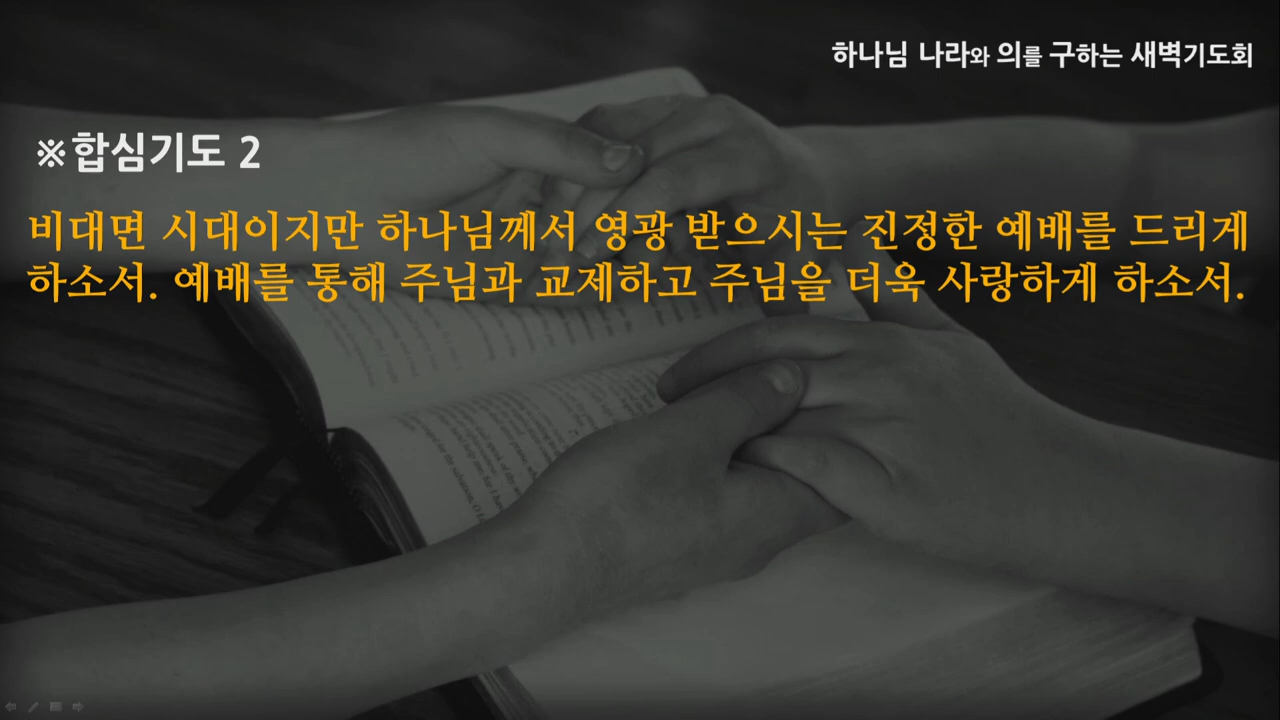 하나님 나라와 의를 구하는 새벽기도회
※합심기도 2
비대면 시대이지만 하나님께서 영광 받으시는 진정한 예배를 드리게
하소서. 예배를 통해 주님과 교제하고 주님을 더욱 사랑하게 하소서.